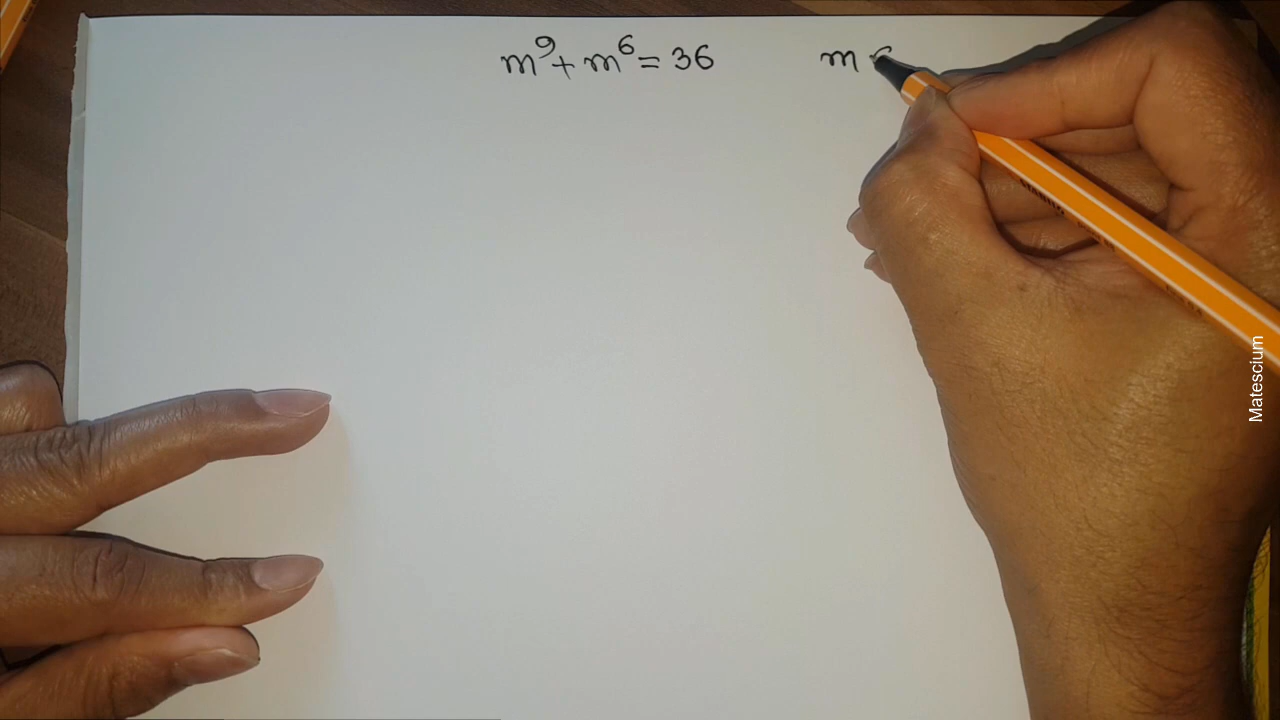 m⁹ + m⁶ = 36 m
Matescium